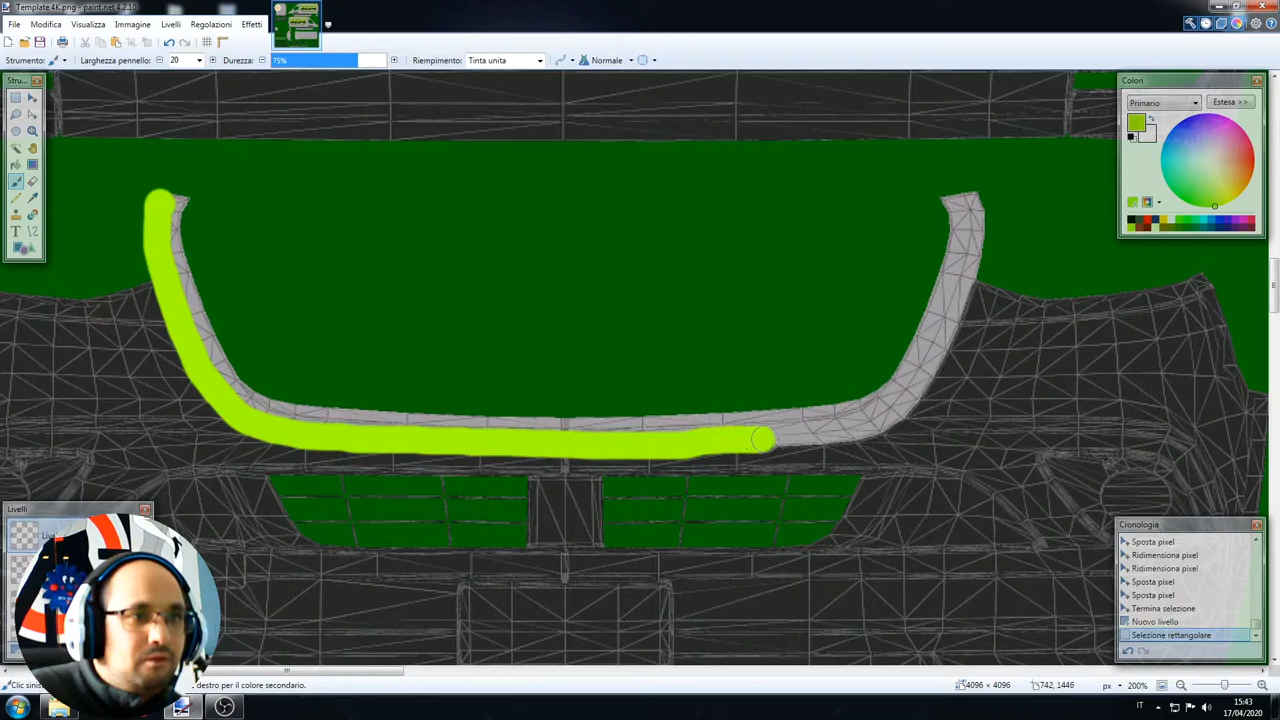 Template 4K.png - paint.net 4.2.10
File Modifica Visualizza Immagine Livelli Regolazioni Effetti
Strumento: Larghezza pennello: 20 Durezza: 75% Riempimento: Tinta unita Normale
Stru...
Colori
Primario Estesa >>
T
Livelli
Cronologia
Sposta pixel
Ridimensiona pixel
Ridimensiona pixel
Sposta pixel
Sposta pixel
Termina selezione
Nuovo livello
Selezione rettangolare
Clic sinis
destro per il colore secondario.
4096 × 4096
742, 1446
px
200%
IT
15:43
17/04/2020